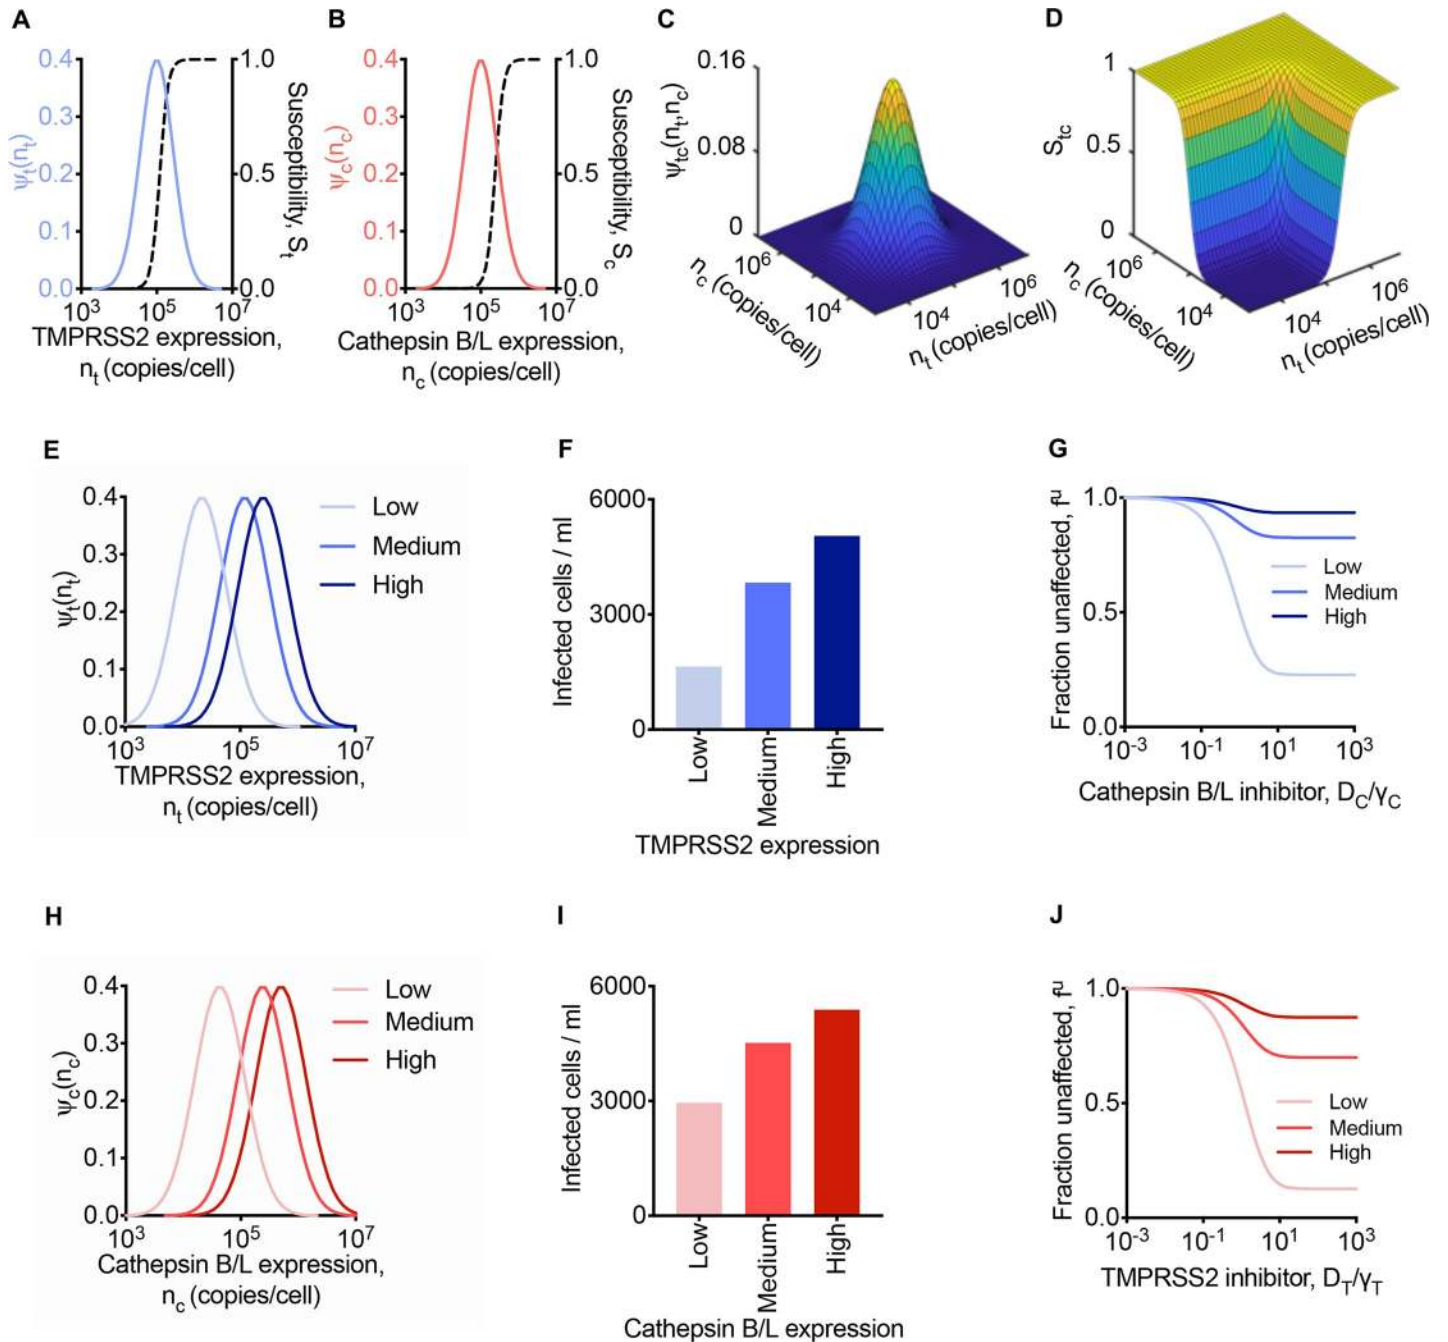 A
0.4
0.3
0.2
0.1
0.0
ψt(nt)
1.0
0.5
0.0
Susceptibility, St
10³ 10⁵ 10⁷
TMPRSS2 expression,
nt (copies/cell)
B
0.4
0.3
0.2
0.1
0.0
ψc(nc)
1.0
0.5
0.0
Susceptibility, Sc
10³ 10⁵ 10⁷
Cathepsin B/L expression,
nc (copies/cell)
C
0.16
0.08
0
ψtc(nt,nc)
10⁶
10⁴
nc (copies/cell)
10⁴
10⁶
nt (copies/cell)
D
1
0.5
0
Stc
10⁶
10⁴
nc (copies/cell)
10⁴
10⁶
nt (copies/cell)
E
0.4
0.3
0.2
0.1
0.0
ψt(nt)
Low
Medium
High
10³ 10⁵ 10⁷
TMPRSS2 expression,
nt (copies/cell)
F
6000
3000
0
Infected cells / ml
Low
Medium
High
TMPRSS2 expression
G
1.0
0.5
0.0
Fraction unaffected, fᵘ
Low
Medium
High
10⁻³ 10⁻¹ 10¹ 10³
Cathepsin B/L inhibitor, DC/γC
H
0.4
0.3
0.2
0.1
0.0
ψc(nc)
Low
Medium
High
10³ 10⁵ 10⁷
Cathepsin B/L expression,
nc (copies/cell)
I
6000
3000
0
Infected cells / ml
Low
Medium
High
Cathepsin B/L expression
J
1.0
0.5
0.0
Fraction unaffected, fᵘ
Low
Medium
High
10⁻³ 10⁻¹ 10¹ 10³
TMPRSS2 inhibitor, DT/γT